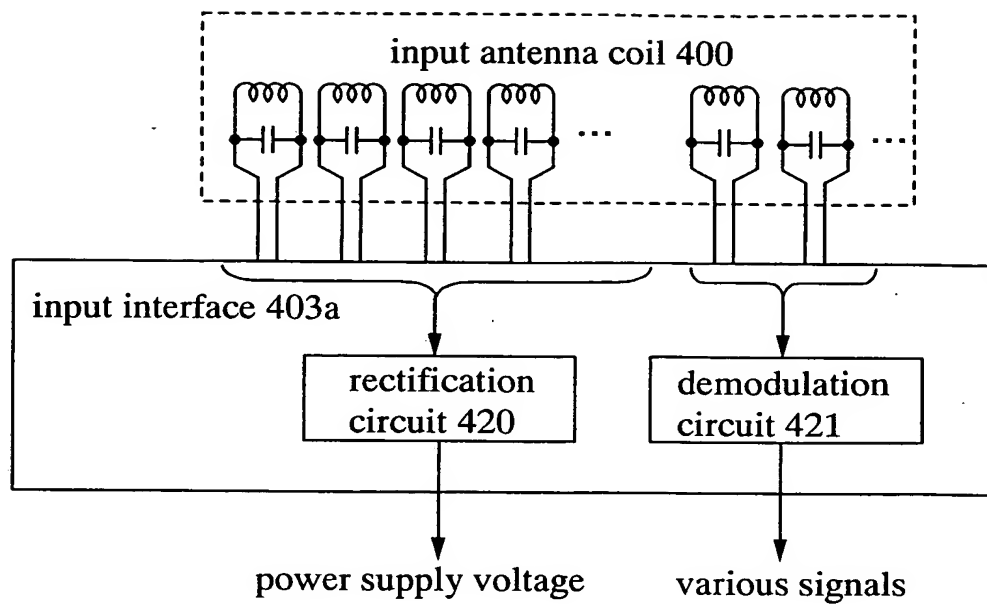 input antenna coil 400
...
...
input interface 403a
rectification
circuit 420
demodulation
circuit 421
power supply voltage
various signals